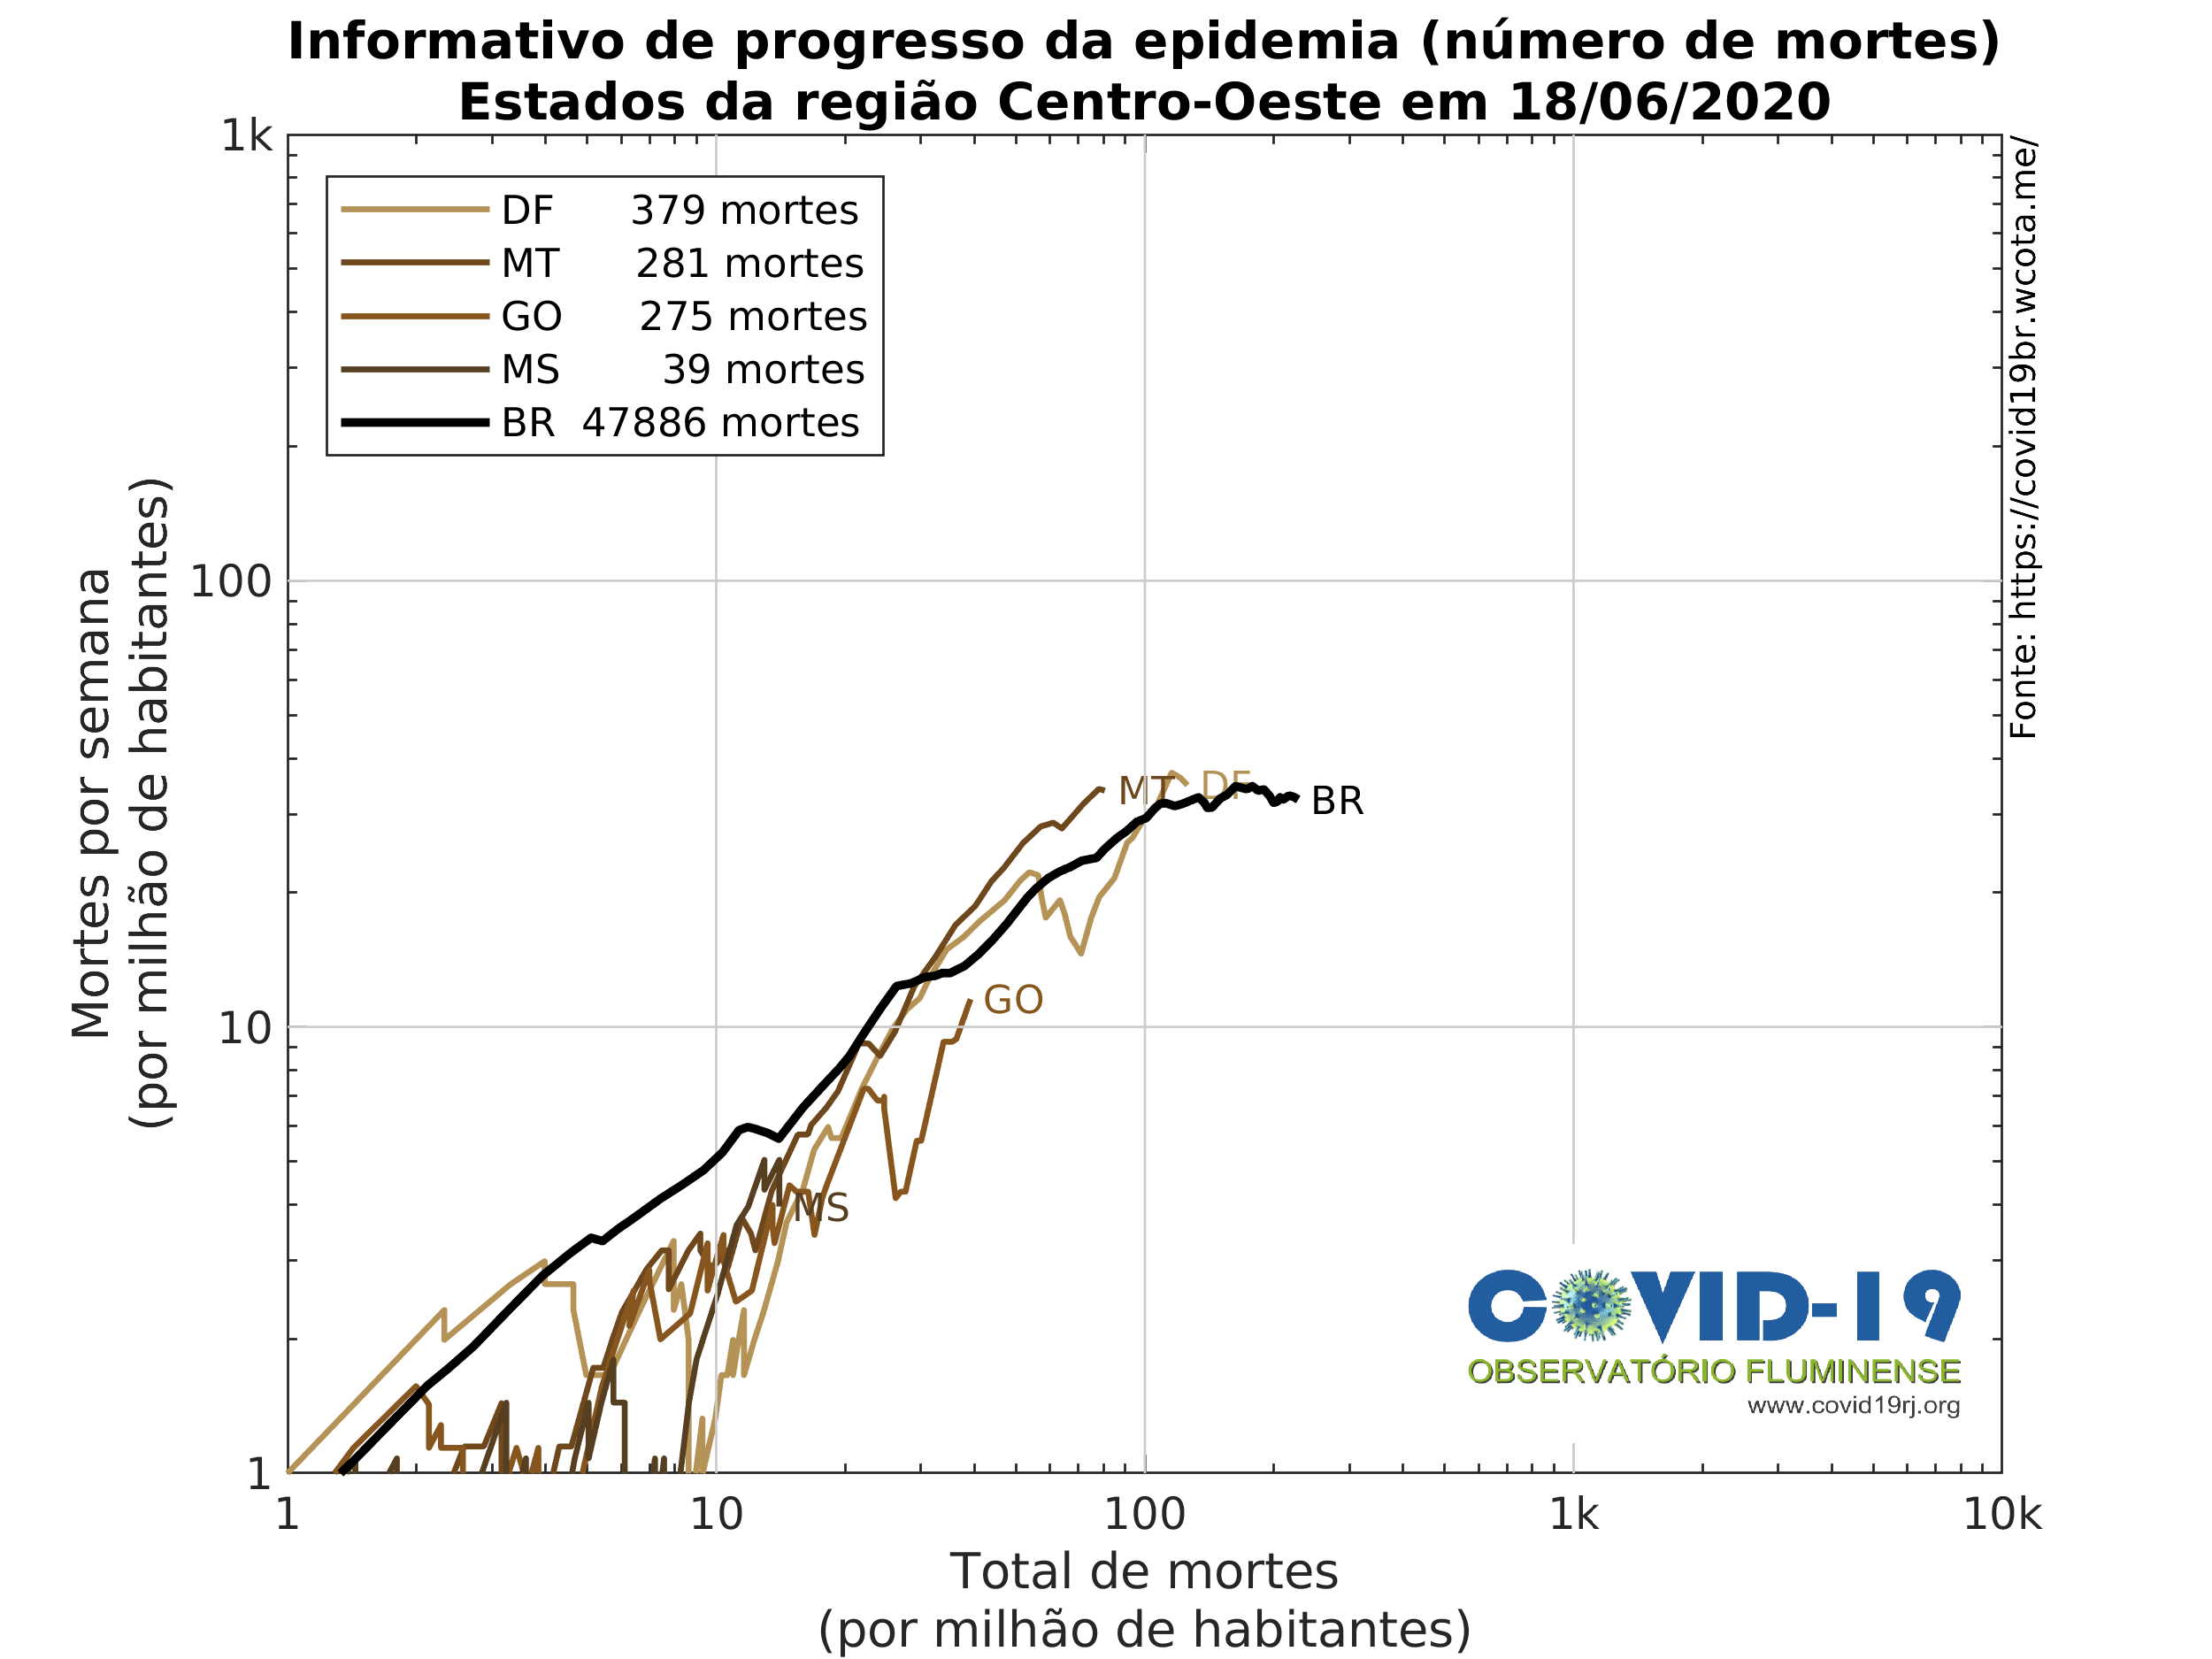 Informativo de progresso da epidemia (número de mortes)
Estados da região Centro-Oeste em 18/06/2020
1k
100
10
1
Mortes por semana
(por milhão de habitantes)
DF 379 mortes
MT 281 mortes
GO 275 mortes
MS 39 mortes
BR 47886 mortes
MT
DF
BR
GO
MS
Fonte: https://covid19br.wcota.me/
COVID-19
OBSERVATÓRIO FLUMINENSE
www.covid19rj.org
1
10
100
1k
10k
Total de mortes
(por milhão de habitantes)